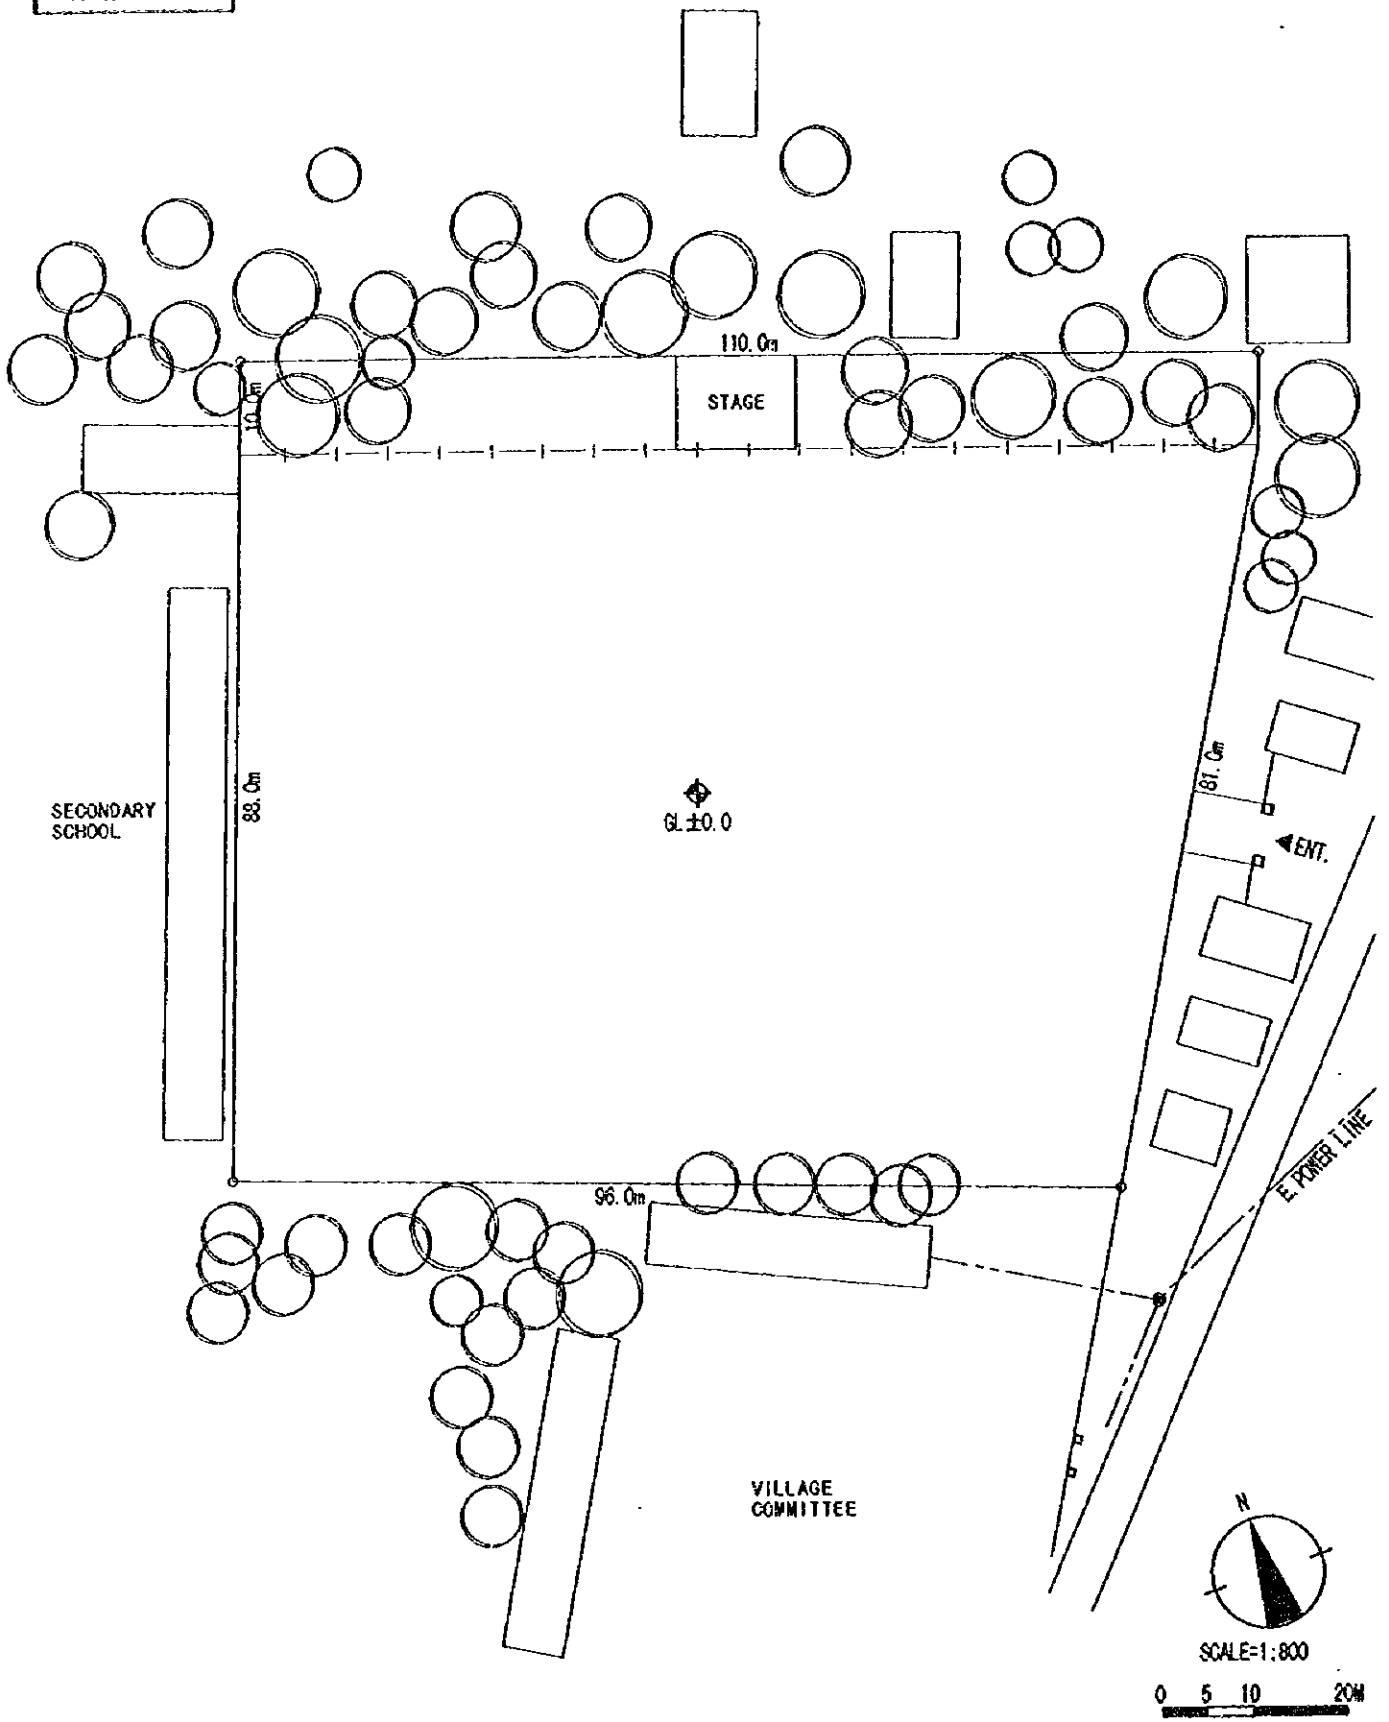 110.0m
10.0m
STAGE
81.0m
88.0m
SECONDARY
SCHOOL
GL±0.0
ENT.
E.POWER LINE
96.0m
VILLAGE
COMMITTEE
N
SCALE=1:800
0 5 10 20M